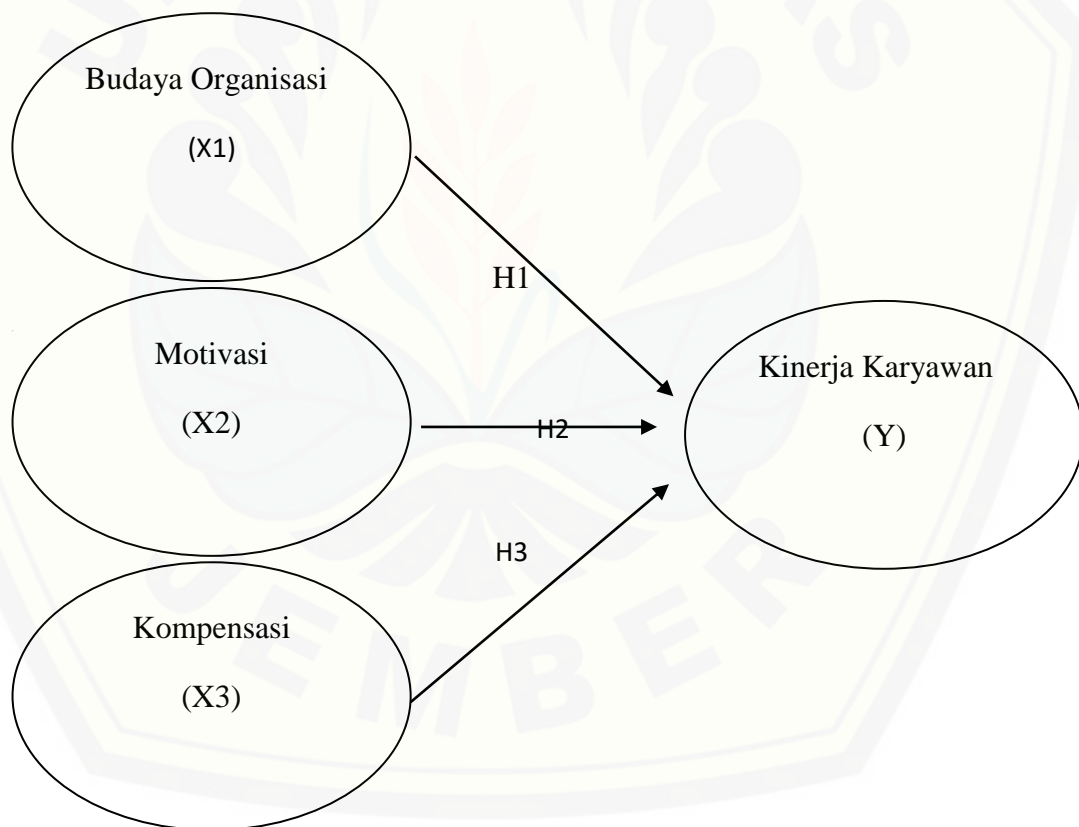 Budaya Organisasi
(X1)
H1
Motivasi
(X2)
H2
Kinerja Karyawan
(Y)
H3
Kompensasi
(X3)